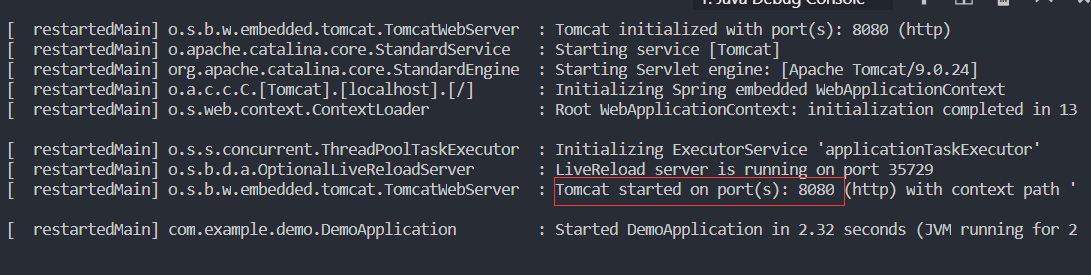 1: Java Debug Console
[  restartedMain] o.s.b.w.embedded.tomcat.TomcatWebServer  : Tomcat initialized with port(s): 8080 (http)
[  restartedMain] o.apache.catalina.core.StandardService   : Starting service [Tomcat]
[  restartedMain] org.apache.catalina.core.StandardEngine  : Starting Servlet engine: [Apache Tomcat/9.0.24]
[  restartedMain] o.a.c.c.C.[Tomcat].[localhost].[/]       : Initializing Spring embedded WebApplicationContext
[  restartedMain] o.s.web.context.ContextLoader            : Root WebApplicationContext: initialization completed in 13
[  restartedMain] o.s.s.concurrent.ThreadPoolTaskExecutor  : Initializing ExecutorService 'applicationTaskExecutor'
[  restartedMain] o.s.b.d.a.OptionalLiveReloadServer       : LiveReload server is running on port 35729
[  restartedMain] o.s.b.w.embedded.tomcat.TomcatWebServer  : Tomcat started on port(s): 8080 (http) with context path '
[  restartedMain] com.example.demo.DemoApplication         : Started DemoApplication in 2.32 seconds (JVM running for 2